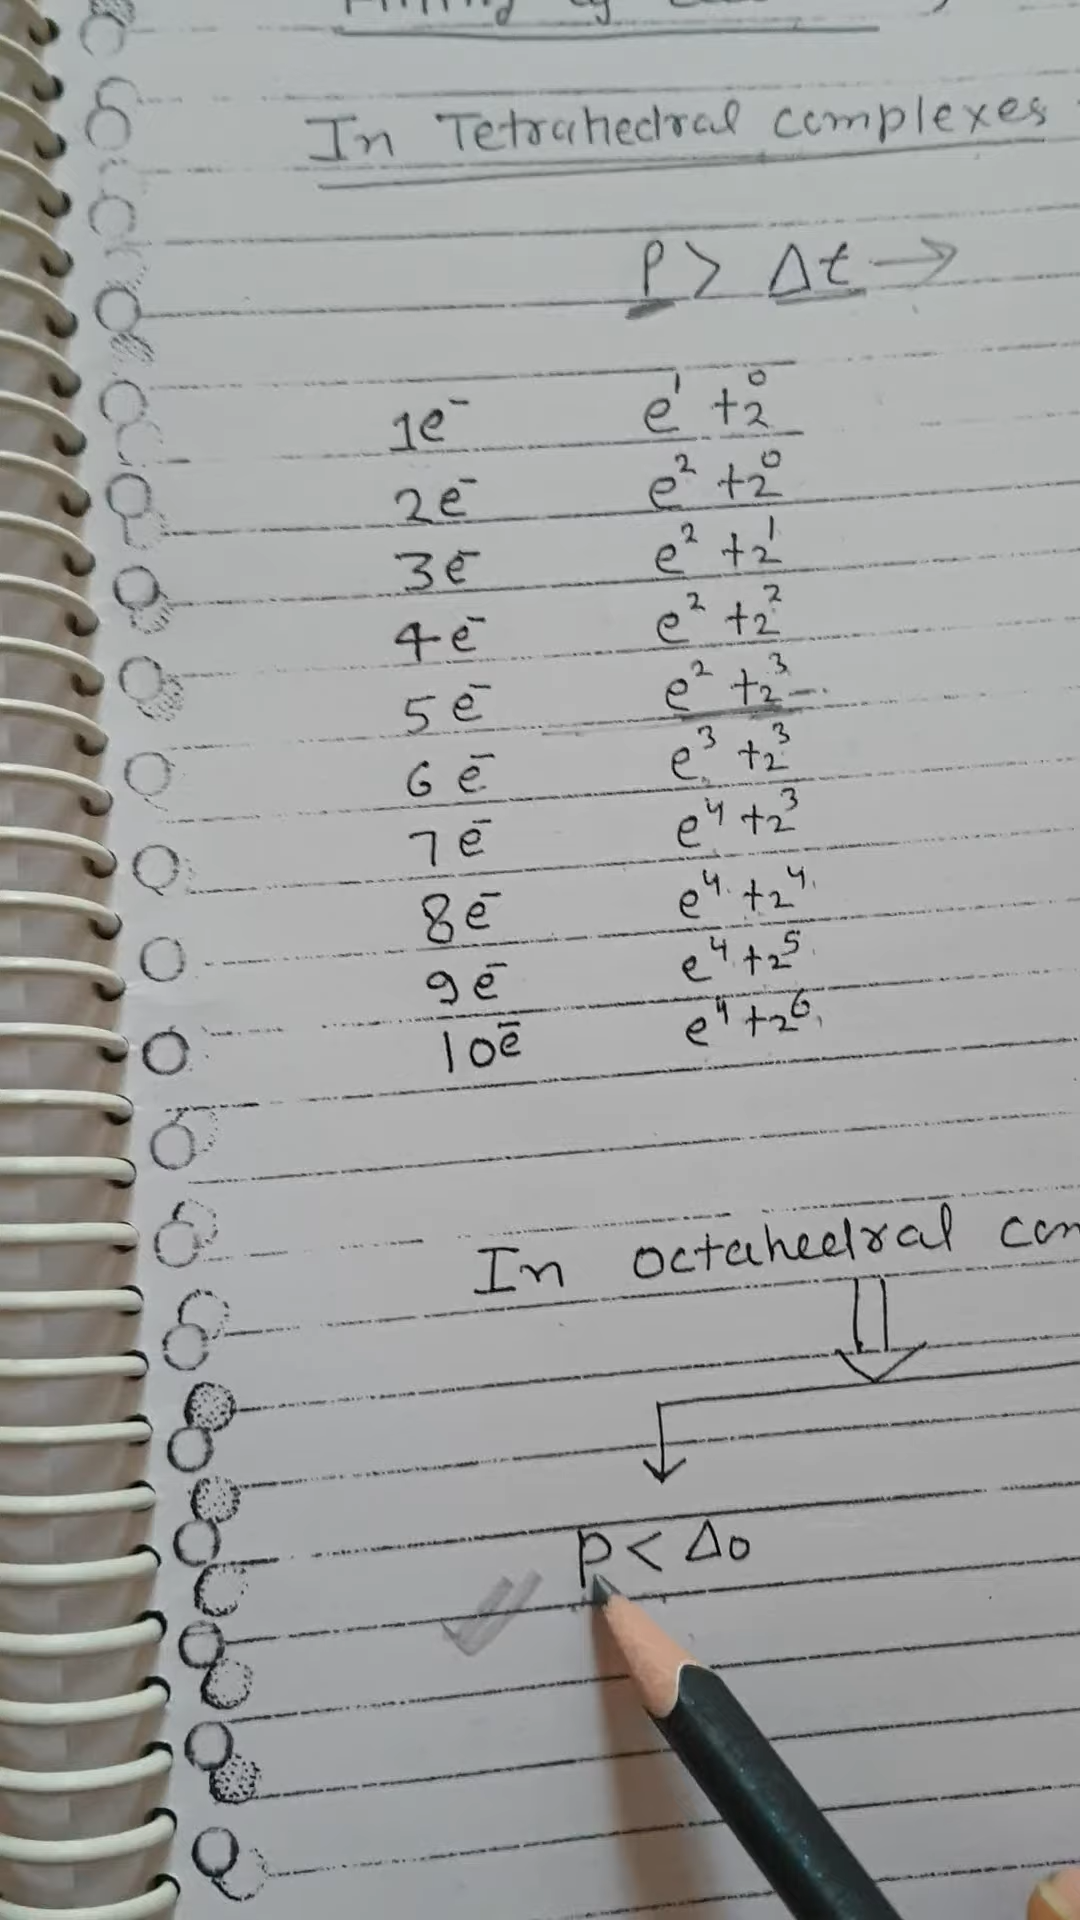 In Tetrahedral complexes
P > Δt →
1e⁻ e¹ t₂⁰
2e⁻ e² t₂⁰
3e⁻ e² t₂¹
4e⁻ e² t₂²
5e⁻ e² t₂³
6e⁻ e³ t₂³
7e⁻ e⁴ t₂³
8e⁻ e⁴ t₂⁴
9e⁻ e⁴ t₂⁵
10e⁻ e⁴ t₂⁶
In octahedral com
P < Δo